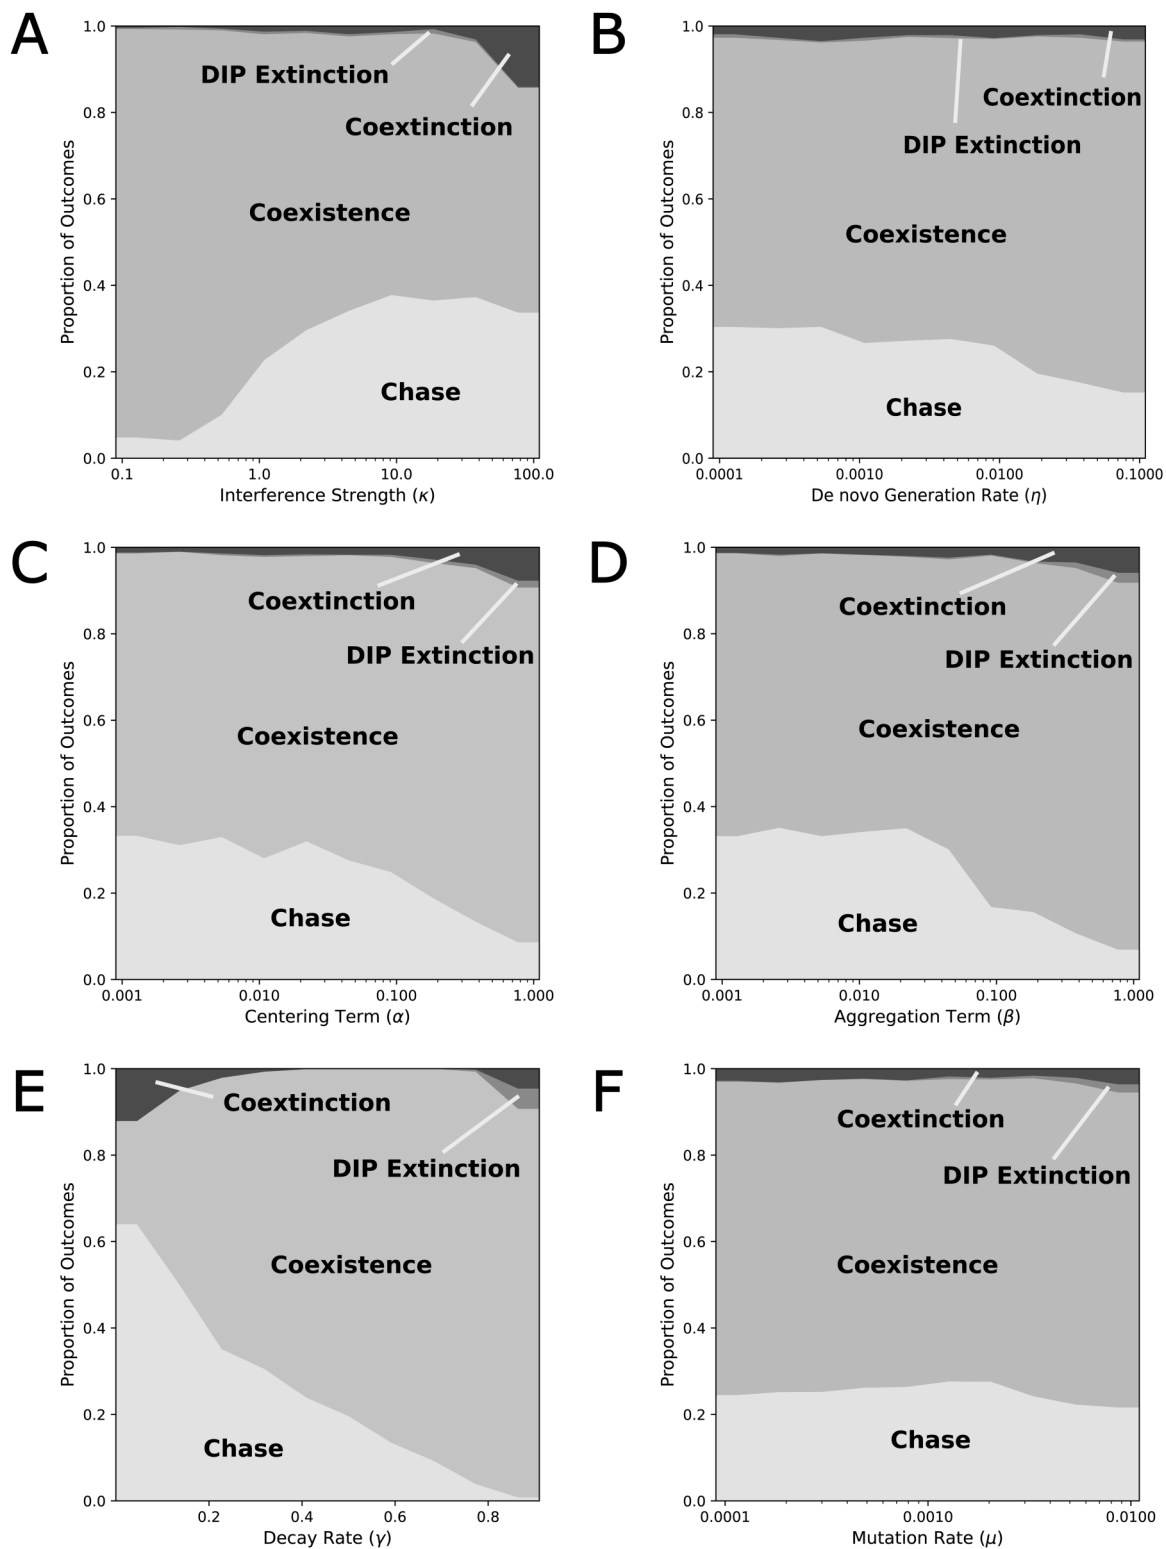 A
1.0
0.8
0.6
0.4
0.2
0.0
Proportion of Outcomes
DIP Extinction
Coextinction
Coexistence
Chase
0.1 1.0 10.0 100.0
Interference Strength (κ)
B
1.0
0.8
0.6
0.4
0.2
0.0
Proportion of Outcomes
Coextinction
DIP Extinction
Coexistence
Chase
0.0001 0.0010 0.0100 0.1000
De novo Generation Rate (η)
C
1.0
0.8
0.6
0.4
0.2
0.0
Proportion of Outcomes
Coextinction
DIP Extinction
Coexistence
Chase
0.001 0.010 0.100 1.000
Centering Term (α)
D
1.0
0.8
0.6
0.4
0.2
0.0
Proportion of Outcomes
Coextinction
DIP Extinction
Coexistence
Chase
0.001 0.010 0.100 1.000
Aggregation Term (β)
E
1.0
0.8
0.6
0.4
0.2
0.0
Proportion of Outcomes
Coextinction
DIP Extinction
Coexistence
Chase
0.2 0.4 0.6 0.8
Decay Rate (γ)
F
1.0
0.8
0.6
0.4
0.2
0.0
Proportion of Outcomes
Coextinction
DIP Extinction
Coexistence
Chase
0.0001 0.0010 0.0100
Mutation Rate (μ)